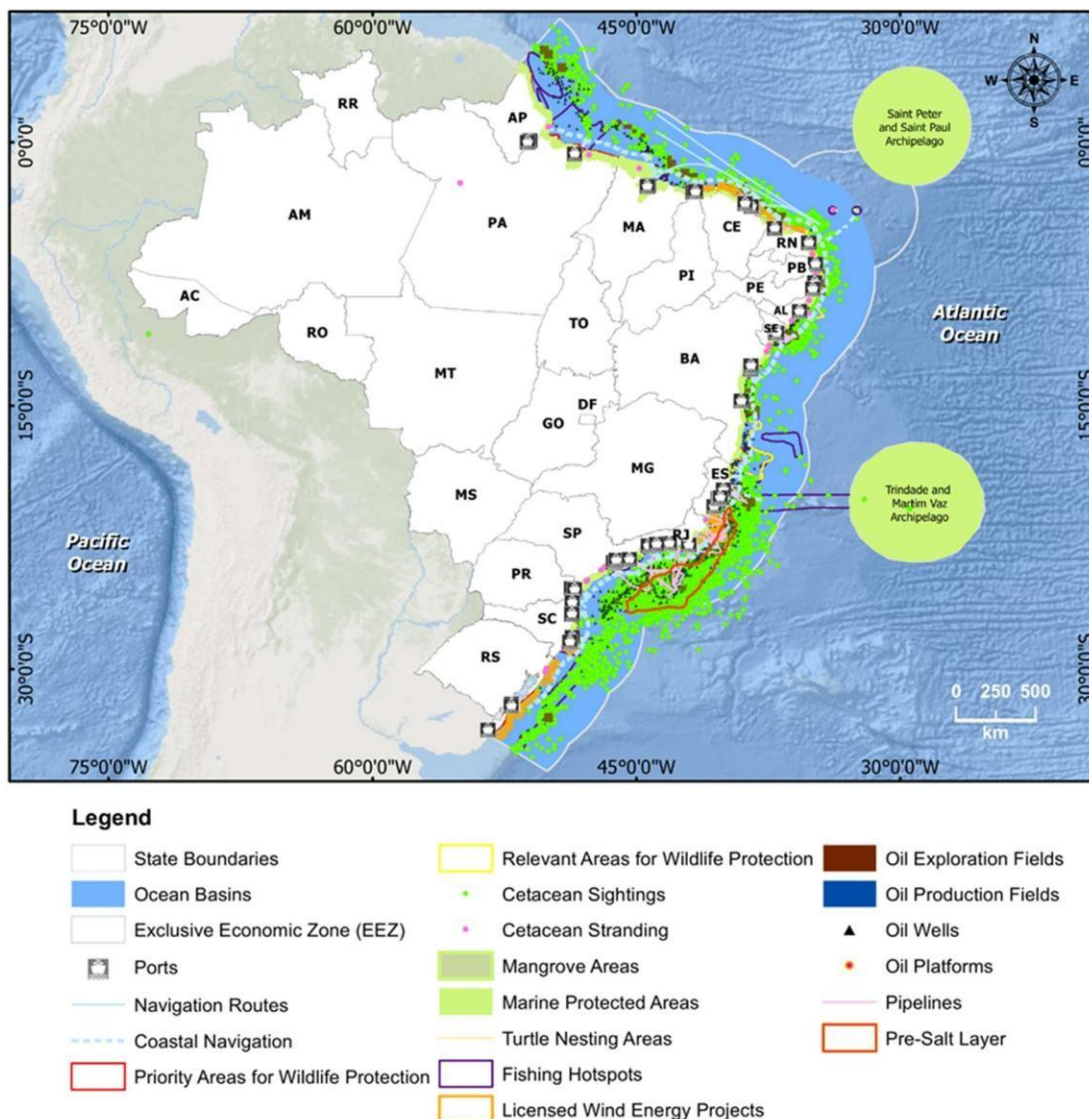 75°0'0"W 60°0'0"W 45°0'0"W 30°0'0"W
N
W E
S
0°0'0"
0°0'0"
15°0'0"S
15°0'0"S
30°0'0"S
30°0'0"S
Saint Peter
and Saint Paul
Archipelago
RR
AP
AM
PA
MA
CE
RN
PB
PI
PE
AC
AL
SE
TO
RO
BA
Atlantic
Ocean
MT
DF
GO
MG
ES
Trindade and
Martim Vaz
Archipelago
MS
SP
RJ
Pacific
Ocean
PR
SC
RS
0 250 500
km
75°0'0"W 60°0'0"W 45°0'0"W 30°0'0"W
Legend
State Boundaries
Ocean Basins
Exclusive Economic Zone (EEZ)
Ports
Navigation Routes
Coastal Navigation
Priority Areas for Wildlife Protection
Relevant Areas for Wildlife Protection
Cetacean Sightings
Cetacean Stranding
Mangrove Areas
Marine Protected Areas
Turtle Nesting Areas
Fishing Hotspots
Licensed Wind Energy Projects
Oil Exploration Fields
Oil Production Fields
Oil Wells
Oil Platforms
Pipelines
Pre-Salt Layer